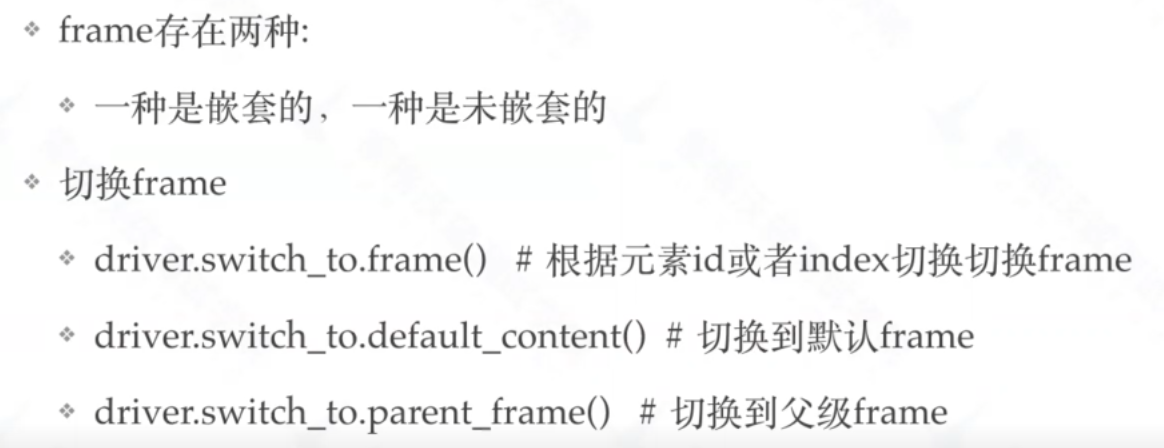 frame存在两种:
一种是嵌套的，一种是未嵌套的
切换frame
driver.switch_to.frame() # 根据元素id或者index切换切换frame
driver.switch_to.default_content() # 切换到默认frame
driver.switch_to.parent_frame() # 切换到父级frame